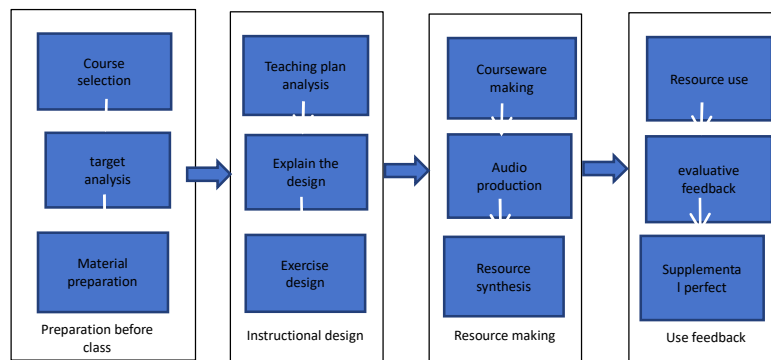 Course
selection
target
analysis
Material
preparation
Preparation before
class
Teaching plan
analysis
Explain the
design
Exercise
design
Instructional design
Courseware
making
Audio
production
Resource
synthesis
Resource making
Resource use
evaluative
feedback
Supplementa
l perfect
Use feedback